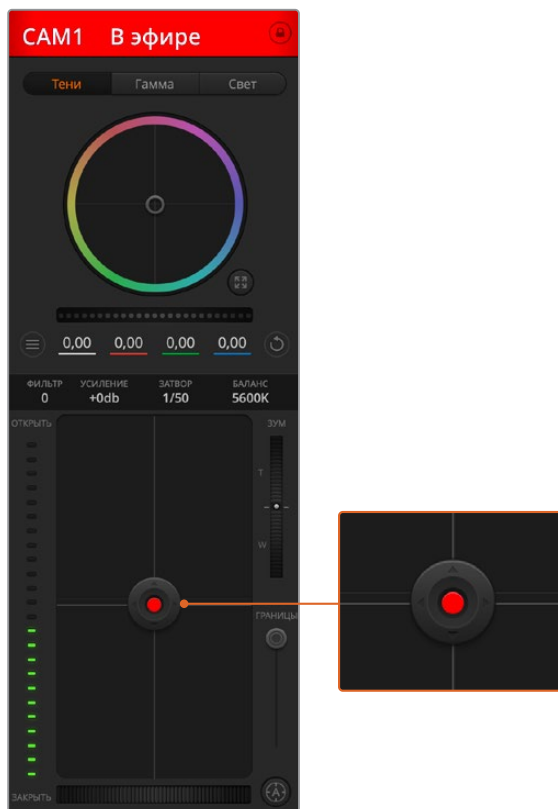 CAM1 В эфире
Тени Гамма Свет
0,00 0,00 0,00 0,00
ФИЛЬТР УСИЛЕНИЕ ЗАТВОР БАЛАНС
0 +0db 1/50 5600K
ОТКРЫТЬ ЗУМ
T
W
ГРАНИЦЫ
ЗАКРЫТЬ A